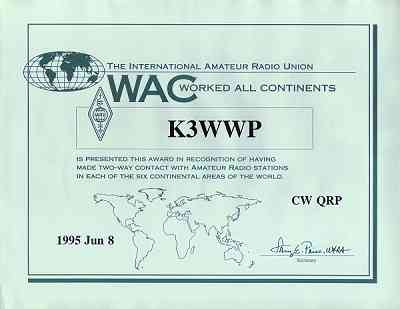 THE INTERNATIONAL AMATEUR RADIO UNION
WAC WORKED ALL CONTINENTS
K3WWP
IS PRESENTED THIS AWARD IN RECOGNITION OF HAVING
MADE TWO-WAY CONTACT WITH AMATEUR RADIO STATIONS
IN EACH OF THE SIX CONTINENTAL AREAS OF THE WORLD.
CW QRP
1995 Jun 8
Secretary